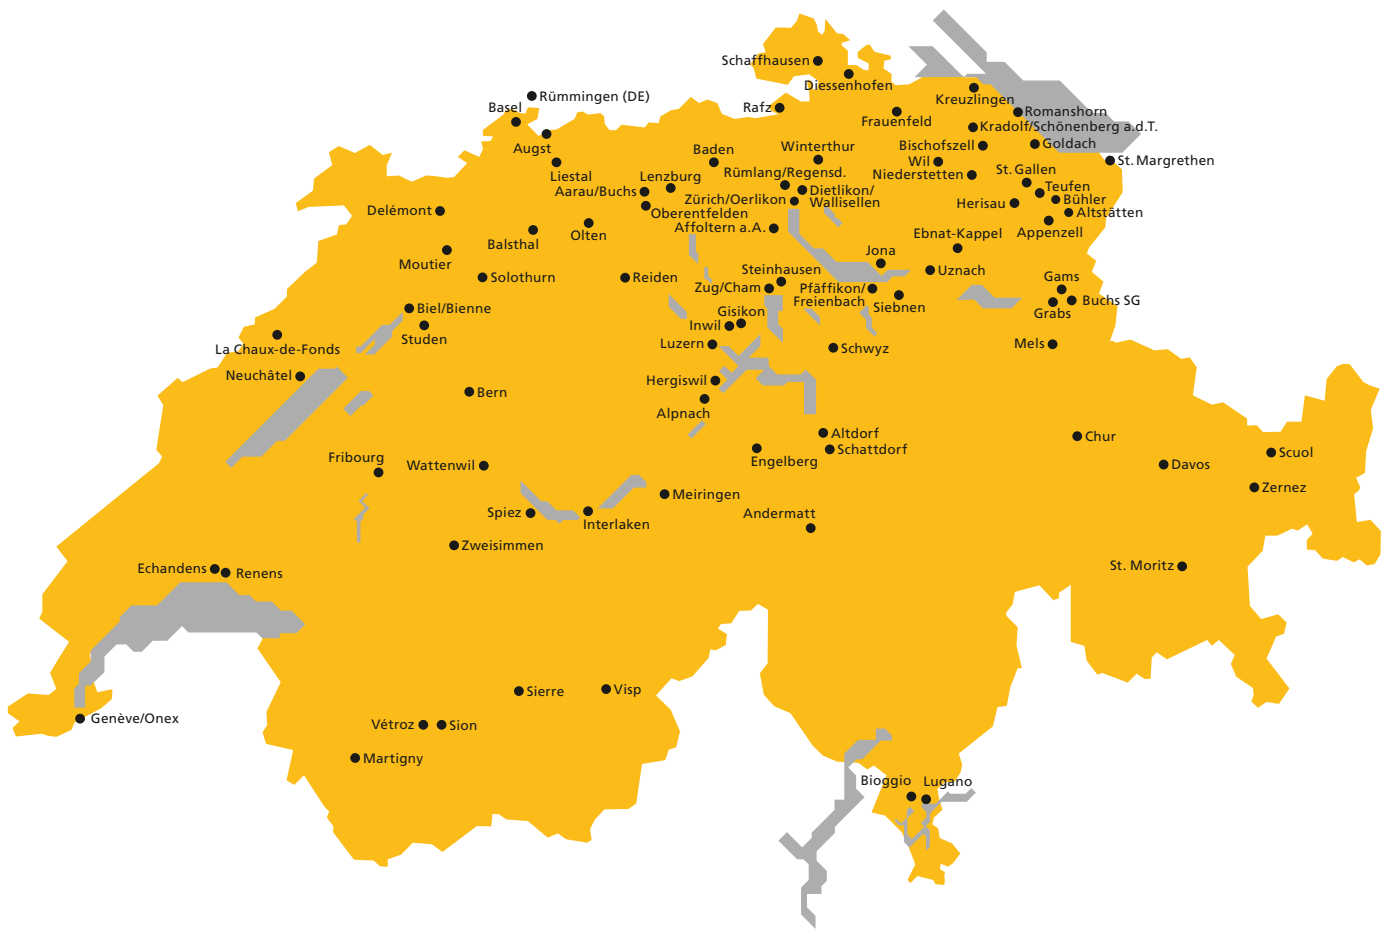 Schaffhausen
Diessenhofen
Rümmingen (DE)
Basel
Rafz
Kreuzlingen
Romanshorn
Frauenfeld
Kradolf/Schönenberg a.d.T.
Augst
Baden
Winterthur
Bischofszell
Goldach
Wil
St. Margrethen
Liestal
Lenzburg
Rümlang/Regensd.
Niederstetten
St. Gallen
Aarau/Buchs
Zürich/Oerlikon
Dietlikon/
Wallisellen
Teufen
Bühler
Herisau
Delémont
Oberentfelden
Altstätten
Affoltern a.A.
Olten
Appenzell
Balsthal
Ebnat-Kappel
Moutier
Jona
Solothurn
Reiden
Steinhausen
Uznach
Gams
Zug/Cham
Pfäffikon/
Freienbach
Siebnen
Buchs SG
Grabs
Biel/Bienne
Gisikon
Inwil
Studen
La Chaux-de-Fonds
Luzern
Schwyz
Mels
Neuchâtel
Hergiswil
Bern
Alpnach
Altdorf
Schattdorf
Chur
Fribourg
Wattenwil
Engelberg
Scuol
Davos
Zernez
Meiringen
Spiez
Interlaken
Andermatt
Zweisimmen
Echandens
Renens
St. Moritz
Sierre
Visp
Genève/Onex
Vétroz
Sion
Martigny
Bioggio
Lugano